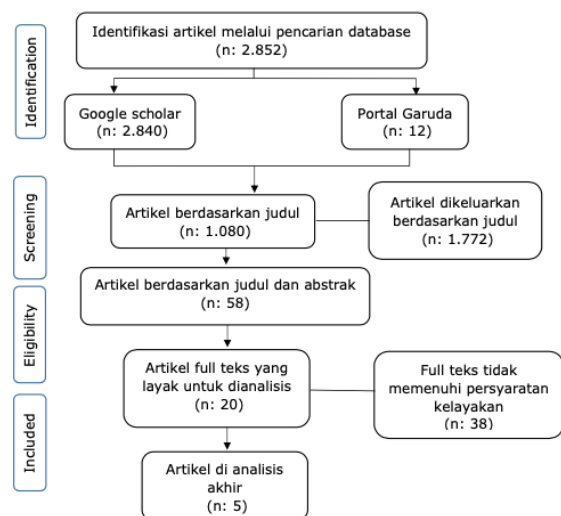 Identification
Identifikasi artikel melalui pencarian database
(n: 2.852)
Google scholar
(n: 2.840)
Portal Garuda
(n: 12)
Screening
Artikel berdasarkan judul
(n: 1.080)
Artikel dikeluarkan
berdasarkan judul
(n: 1.772)
Artikel berdasarkan judul dan abstrak
(n: 58)
Eligibility
Artikel full teks yang
layak untuk dianalisis
(n: 20)
Full teks tidak
memenuhi persyaratan
kelayakan
(n: 38)
Included
Artikel di analisis
akhir
(n: 5)